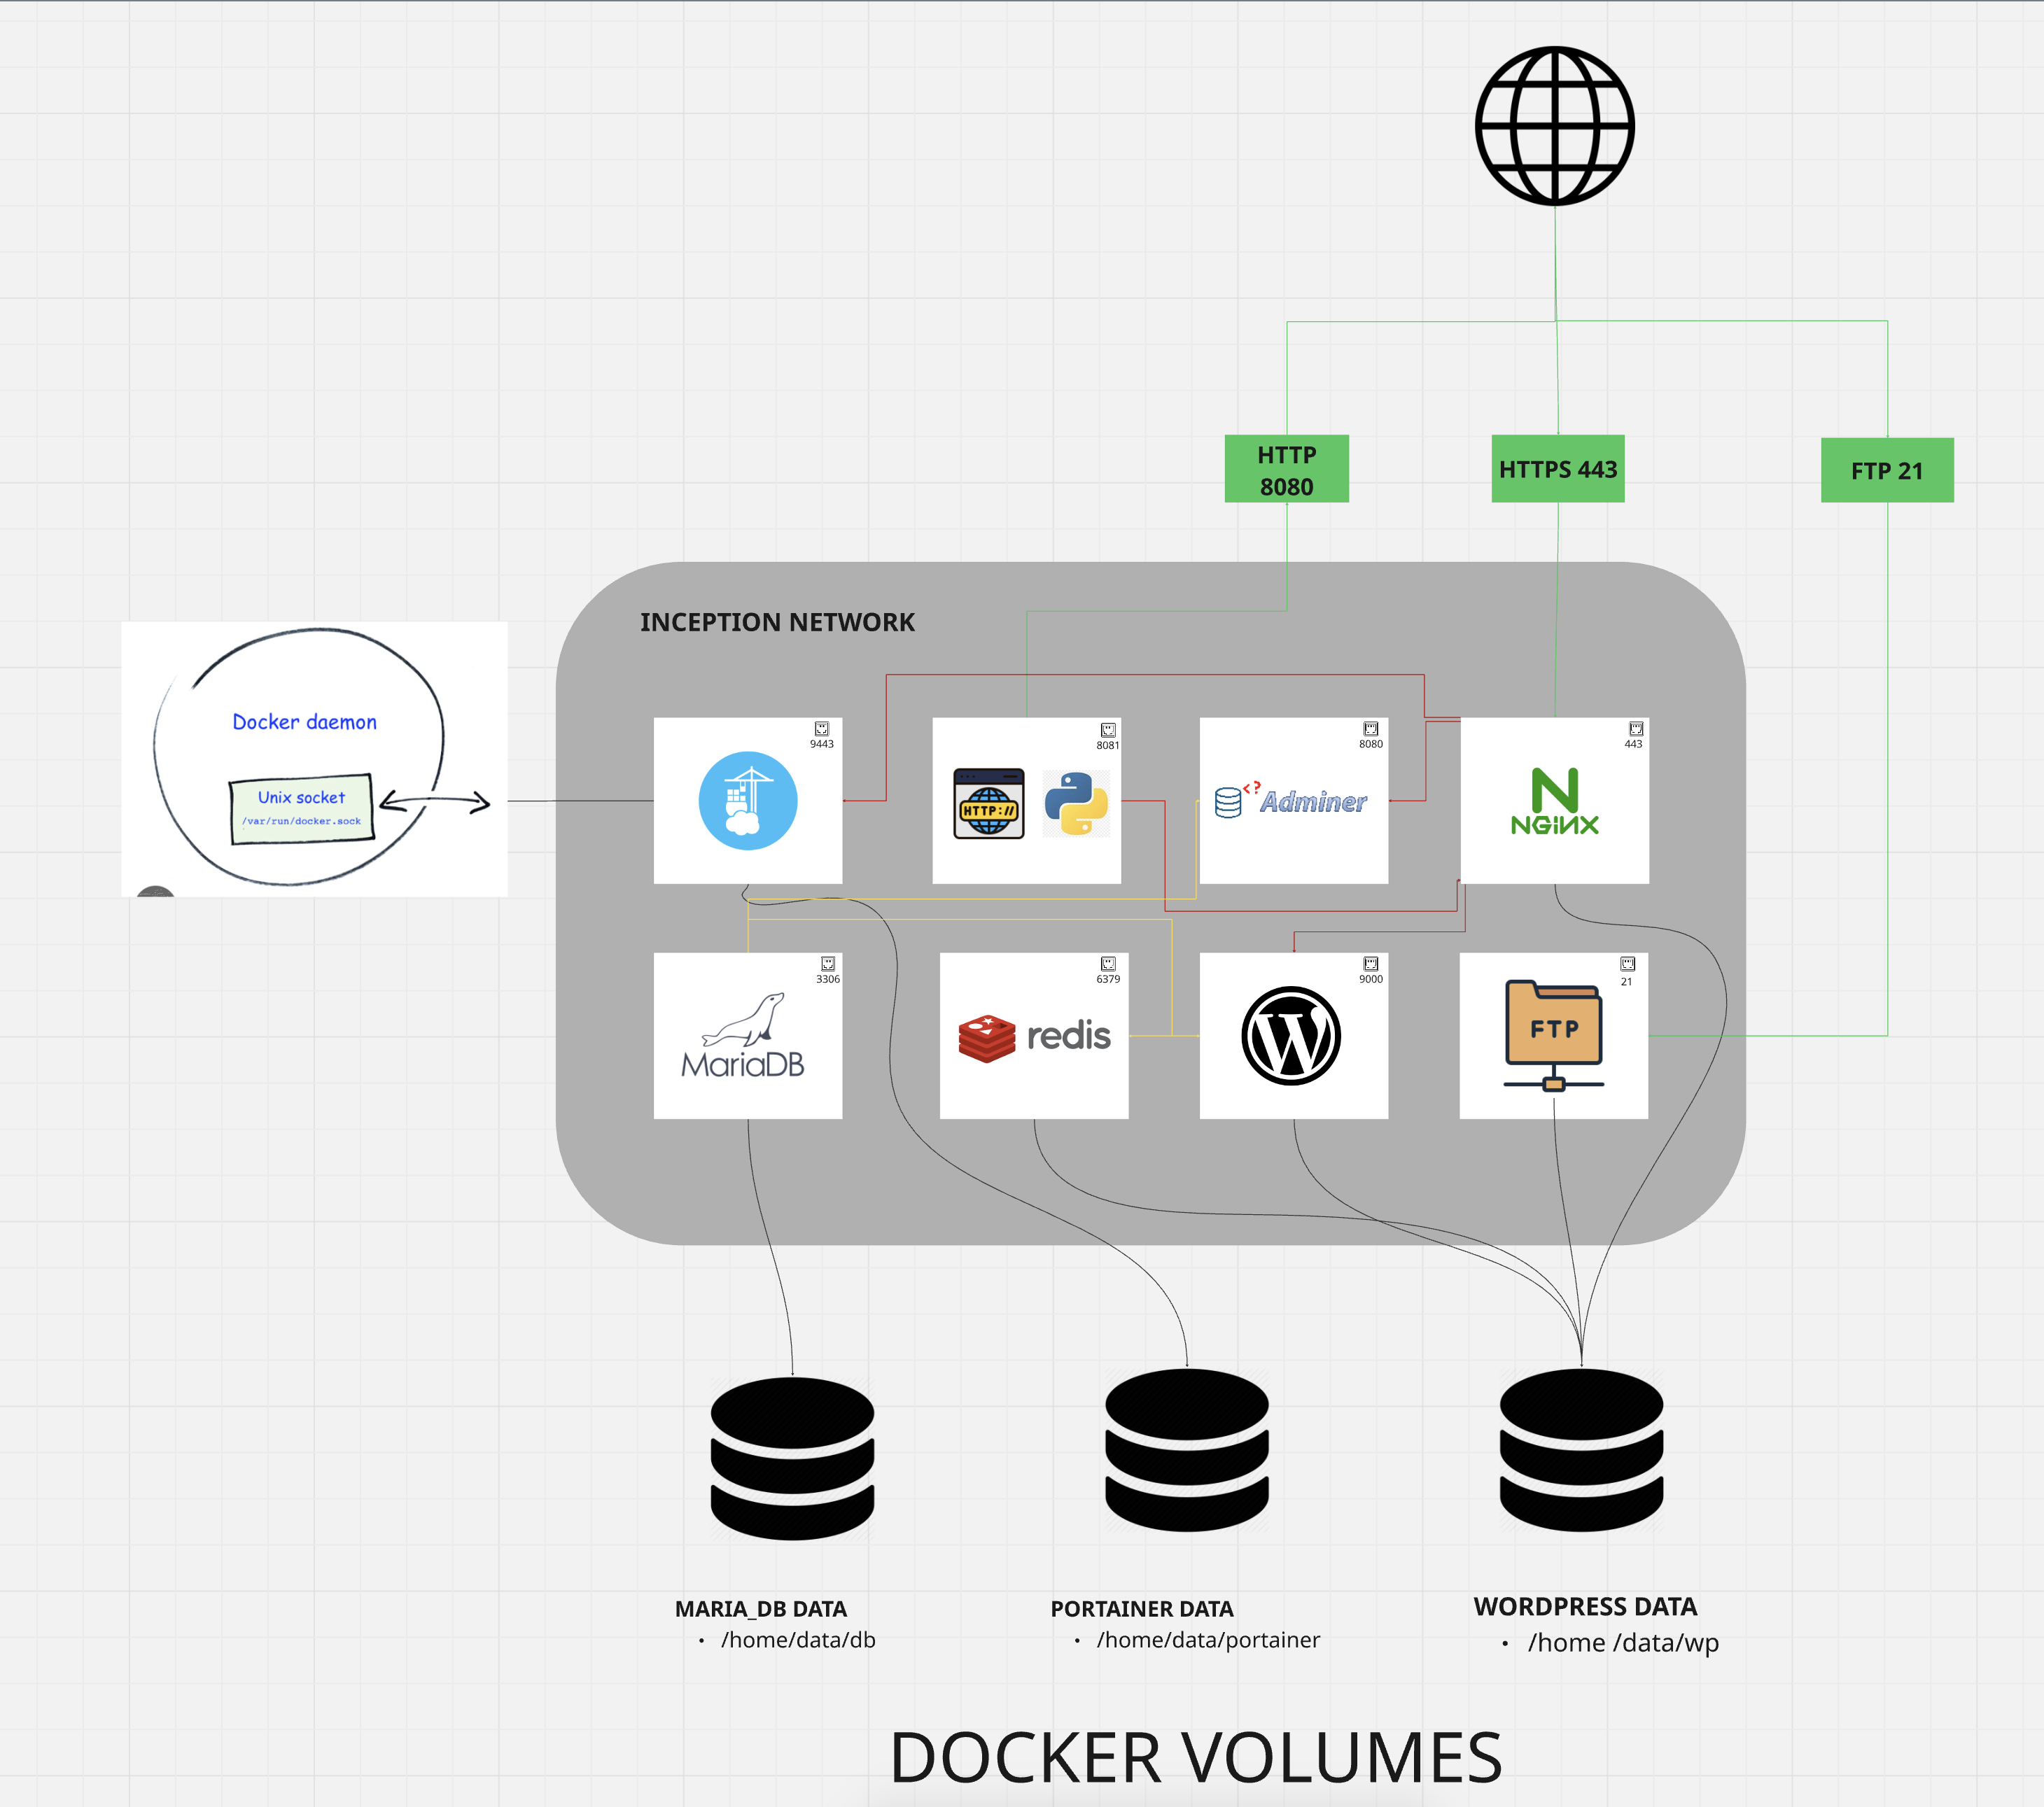 HTTP
8080
HTTPS 443
FTP 21
INCEPTION NETWORK
Docker daemon
Unix socket
/var/run/docker.sock
9443
8081
HTTP://
8080
<? Adminer
443
NGiNX
3306
MariaDB
6379
redis
9000
W
21
FTP
MARIA_DB DATA
• /home/data/db
PORTAINER DATA
• /home/data/portainer
WORDPRESS DATA
• /home /data/wp
DOCKER VOLUMES